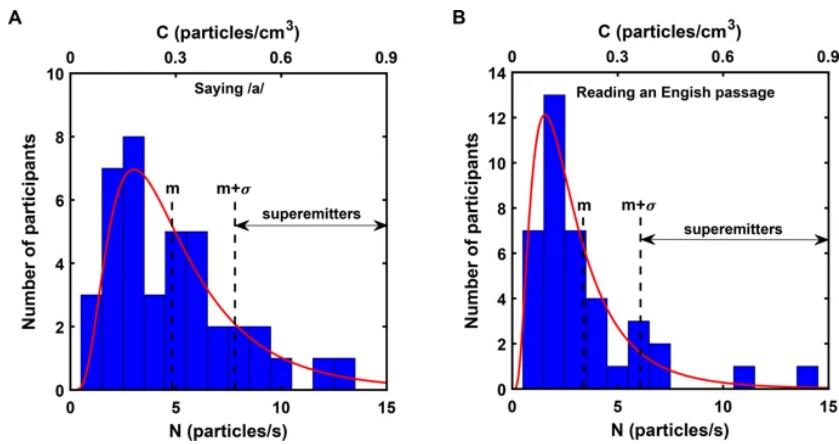 A
C (particles/cm3)
0 0.3 0.6 0.9
Saying /a/
10
8
6
4
2
0
Number of participants
m
m+σ
superemitters
0 5 10 15
N (particles/s)
B
C (particles/cm3)
0 0.3 0.6 0.9
Reading an Engish passage
14
12
10
8
6
4
2
0
Number of participants
m
m+σ
superemitters
0 5 10 15
N (particles/s)